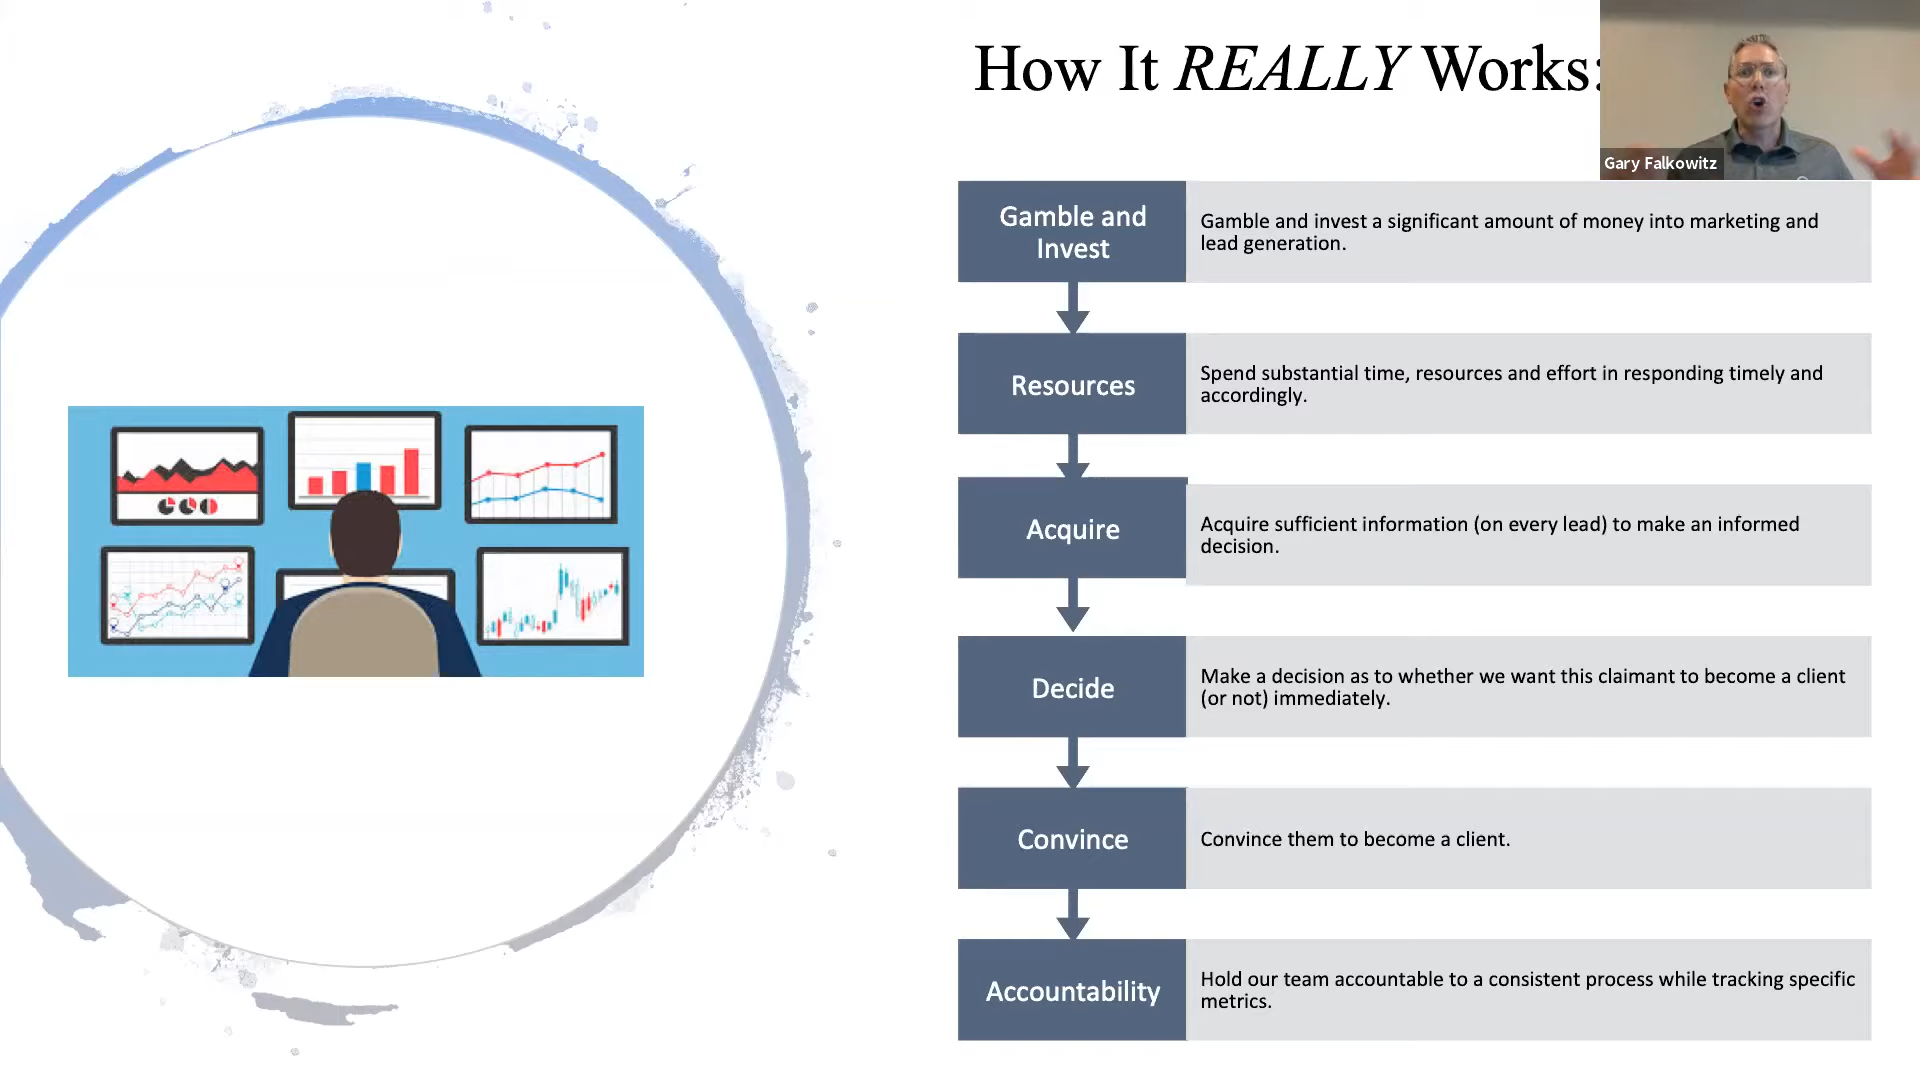 How It REALLY Works:
Gary Falkowitz
Gamble and
Invest
Gamble and invest a significant amount of money into marketing and
lead generation.
Resources
Spend substantial time, resources and effort in responding timely and
accordingly.
Acquire
Acquire sufficient information (on every lead) to make an informed
decision.
Decide
Make a decision as to whether we want this claimant to become a client
(or not) immediately.
Convince
Convince them to become a client.
Accountability
Hold our team accountable to a consistent process while tracking specific
metrics.